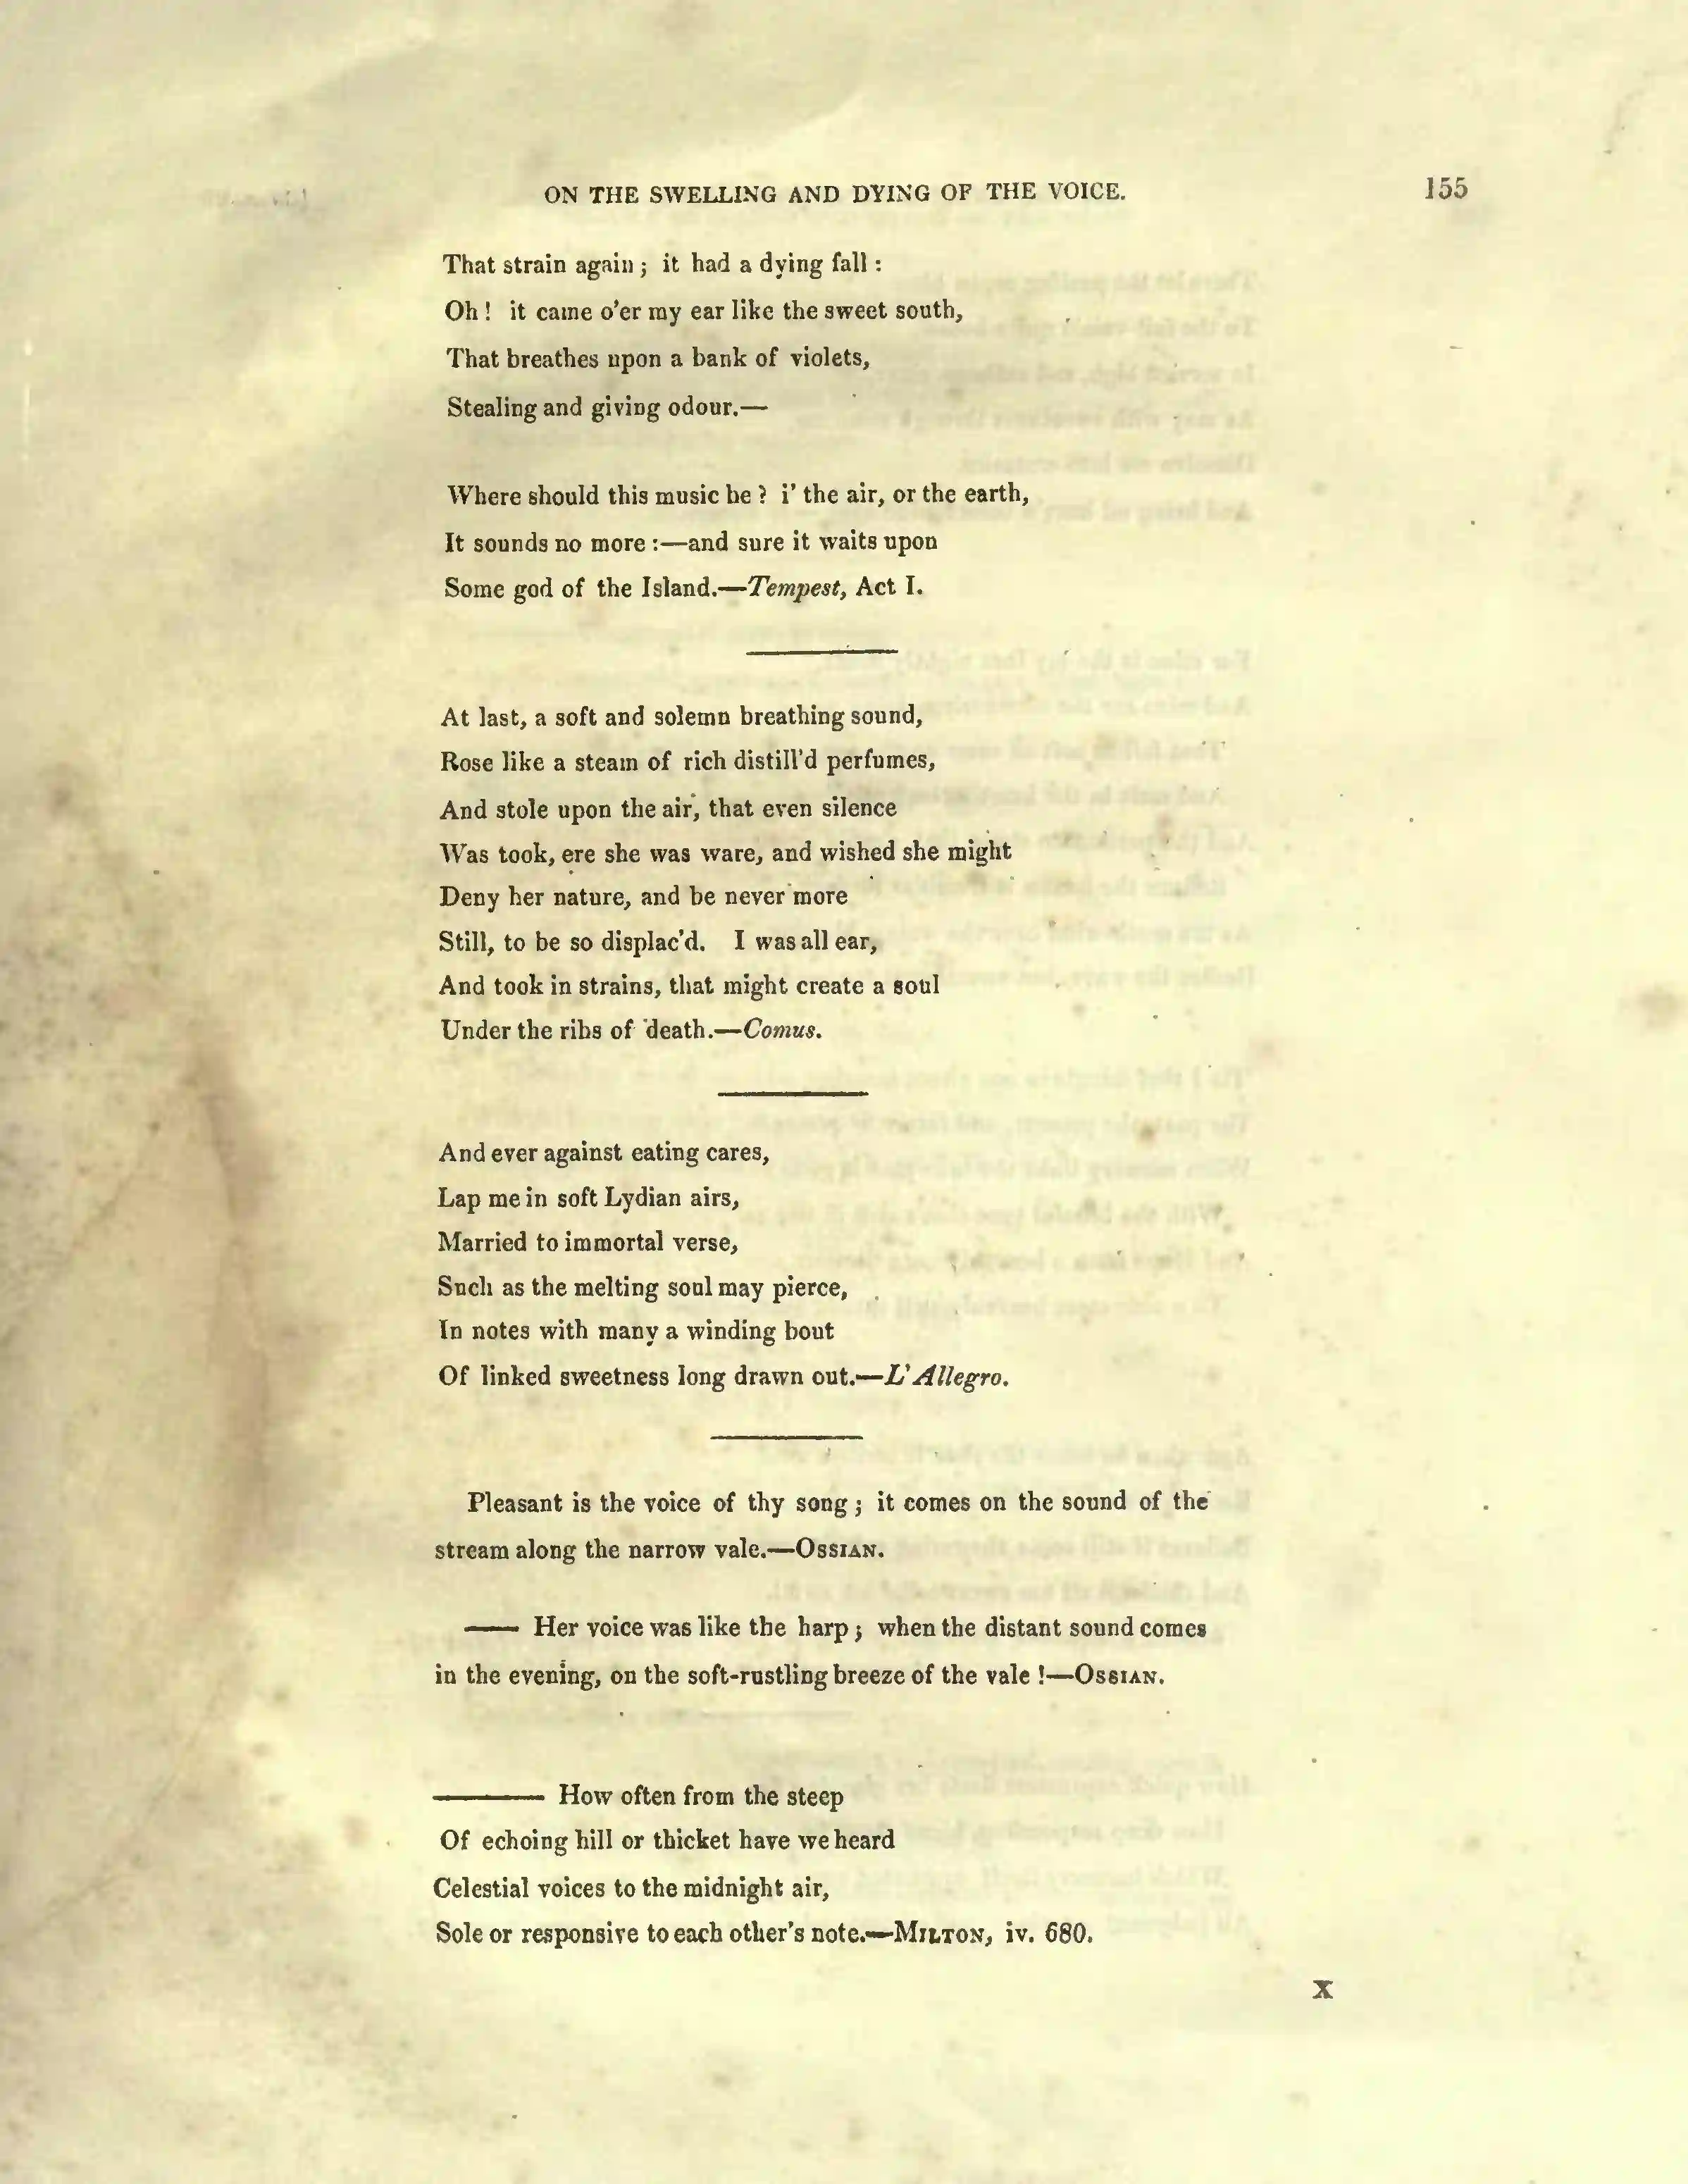 ON THE SWELLING AND DYING OF THE VOICE. 155
That strain again; it had a dying fall:
Oh! it came o'er my ear like the sweet south,
That breathes upon a bank of violets,
Stealing and giving odour.—
Where should this music be? i' the air, or the earth,
It sounds no more:—and sure it waits upon
Some god of the Island.—Tempest, Act I.
At last, a soft and solemn breathing sound,
Rose like a steam of rich distill'd perfumes,
And stole upon the air, that even silence
Was took, ere she was ware, and wished she might
Deny her nature, and be never more
Still, to be so displac'd. I was all ear,
And took in strains, that might create a soul
Under the ribs of death.—Comus.
And ever against eating cares,
Lap me in soft Lydian airs,
Married to immortal verse,
Such as the melting soul may pierce,
In notes with many a winding bout
Of linked sweetness long drawn out.—L'Allegro.
Pleasant is the voice of thy song; it comes on the sound of the
stream along the narrow vale.—OSSIAN.
—— Her voice was like the harp; when the distant sound comes
in the evening, on the soft-rustling breeze of the vale!—OSSIAN.
———— How often from the steep
Of echoing hill or thicket have we heard
Celestial voices to the midnight air,
Sole or responsive to each other's note.—MILTON, iv. 680.
X